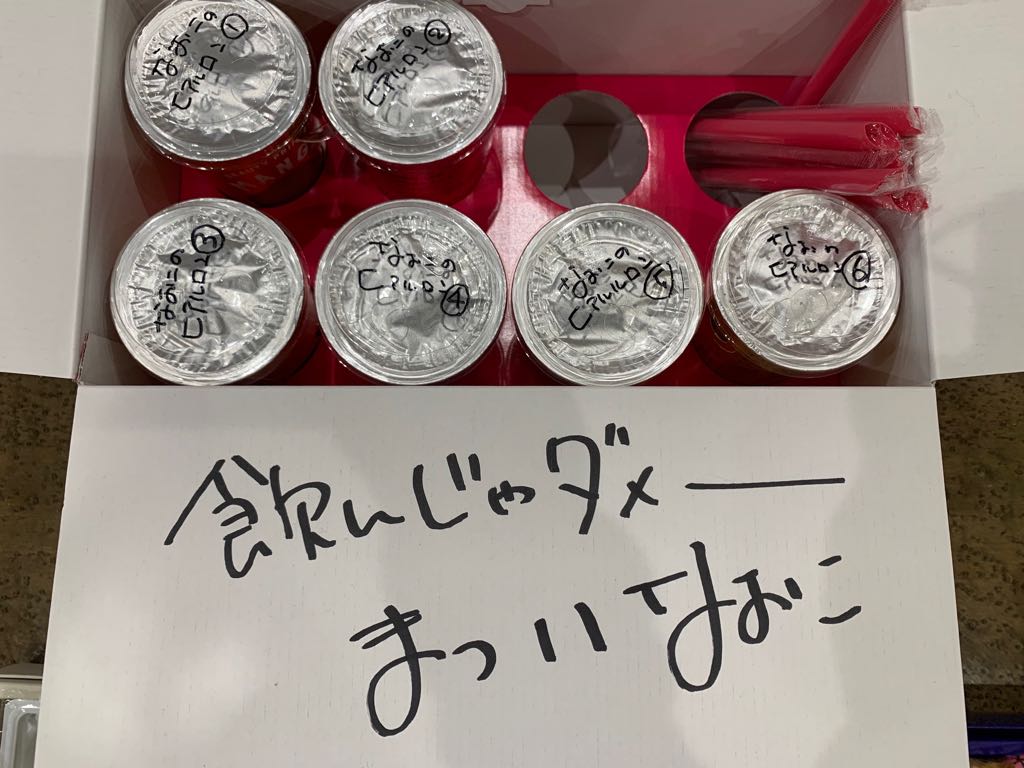 なおこの①
ヒアルロン
なおこの②
ヒアルロン
MANGO
なおこの
ヒアルロン③
なおこの
ヒアルロン④
なおこの
ヒアルロン⑤
なおこの
ヒアルロン⑥
飲んじゃダメー
まつい なおこ